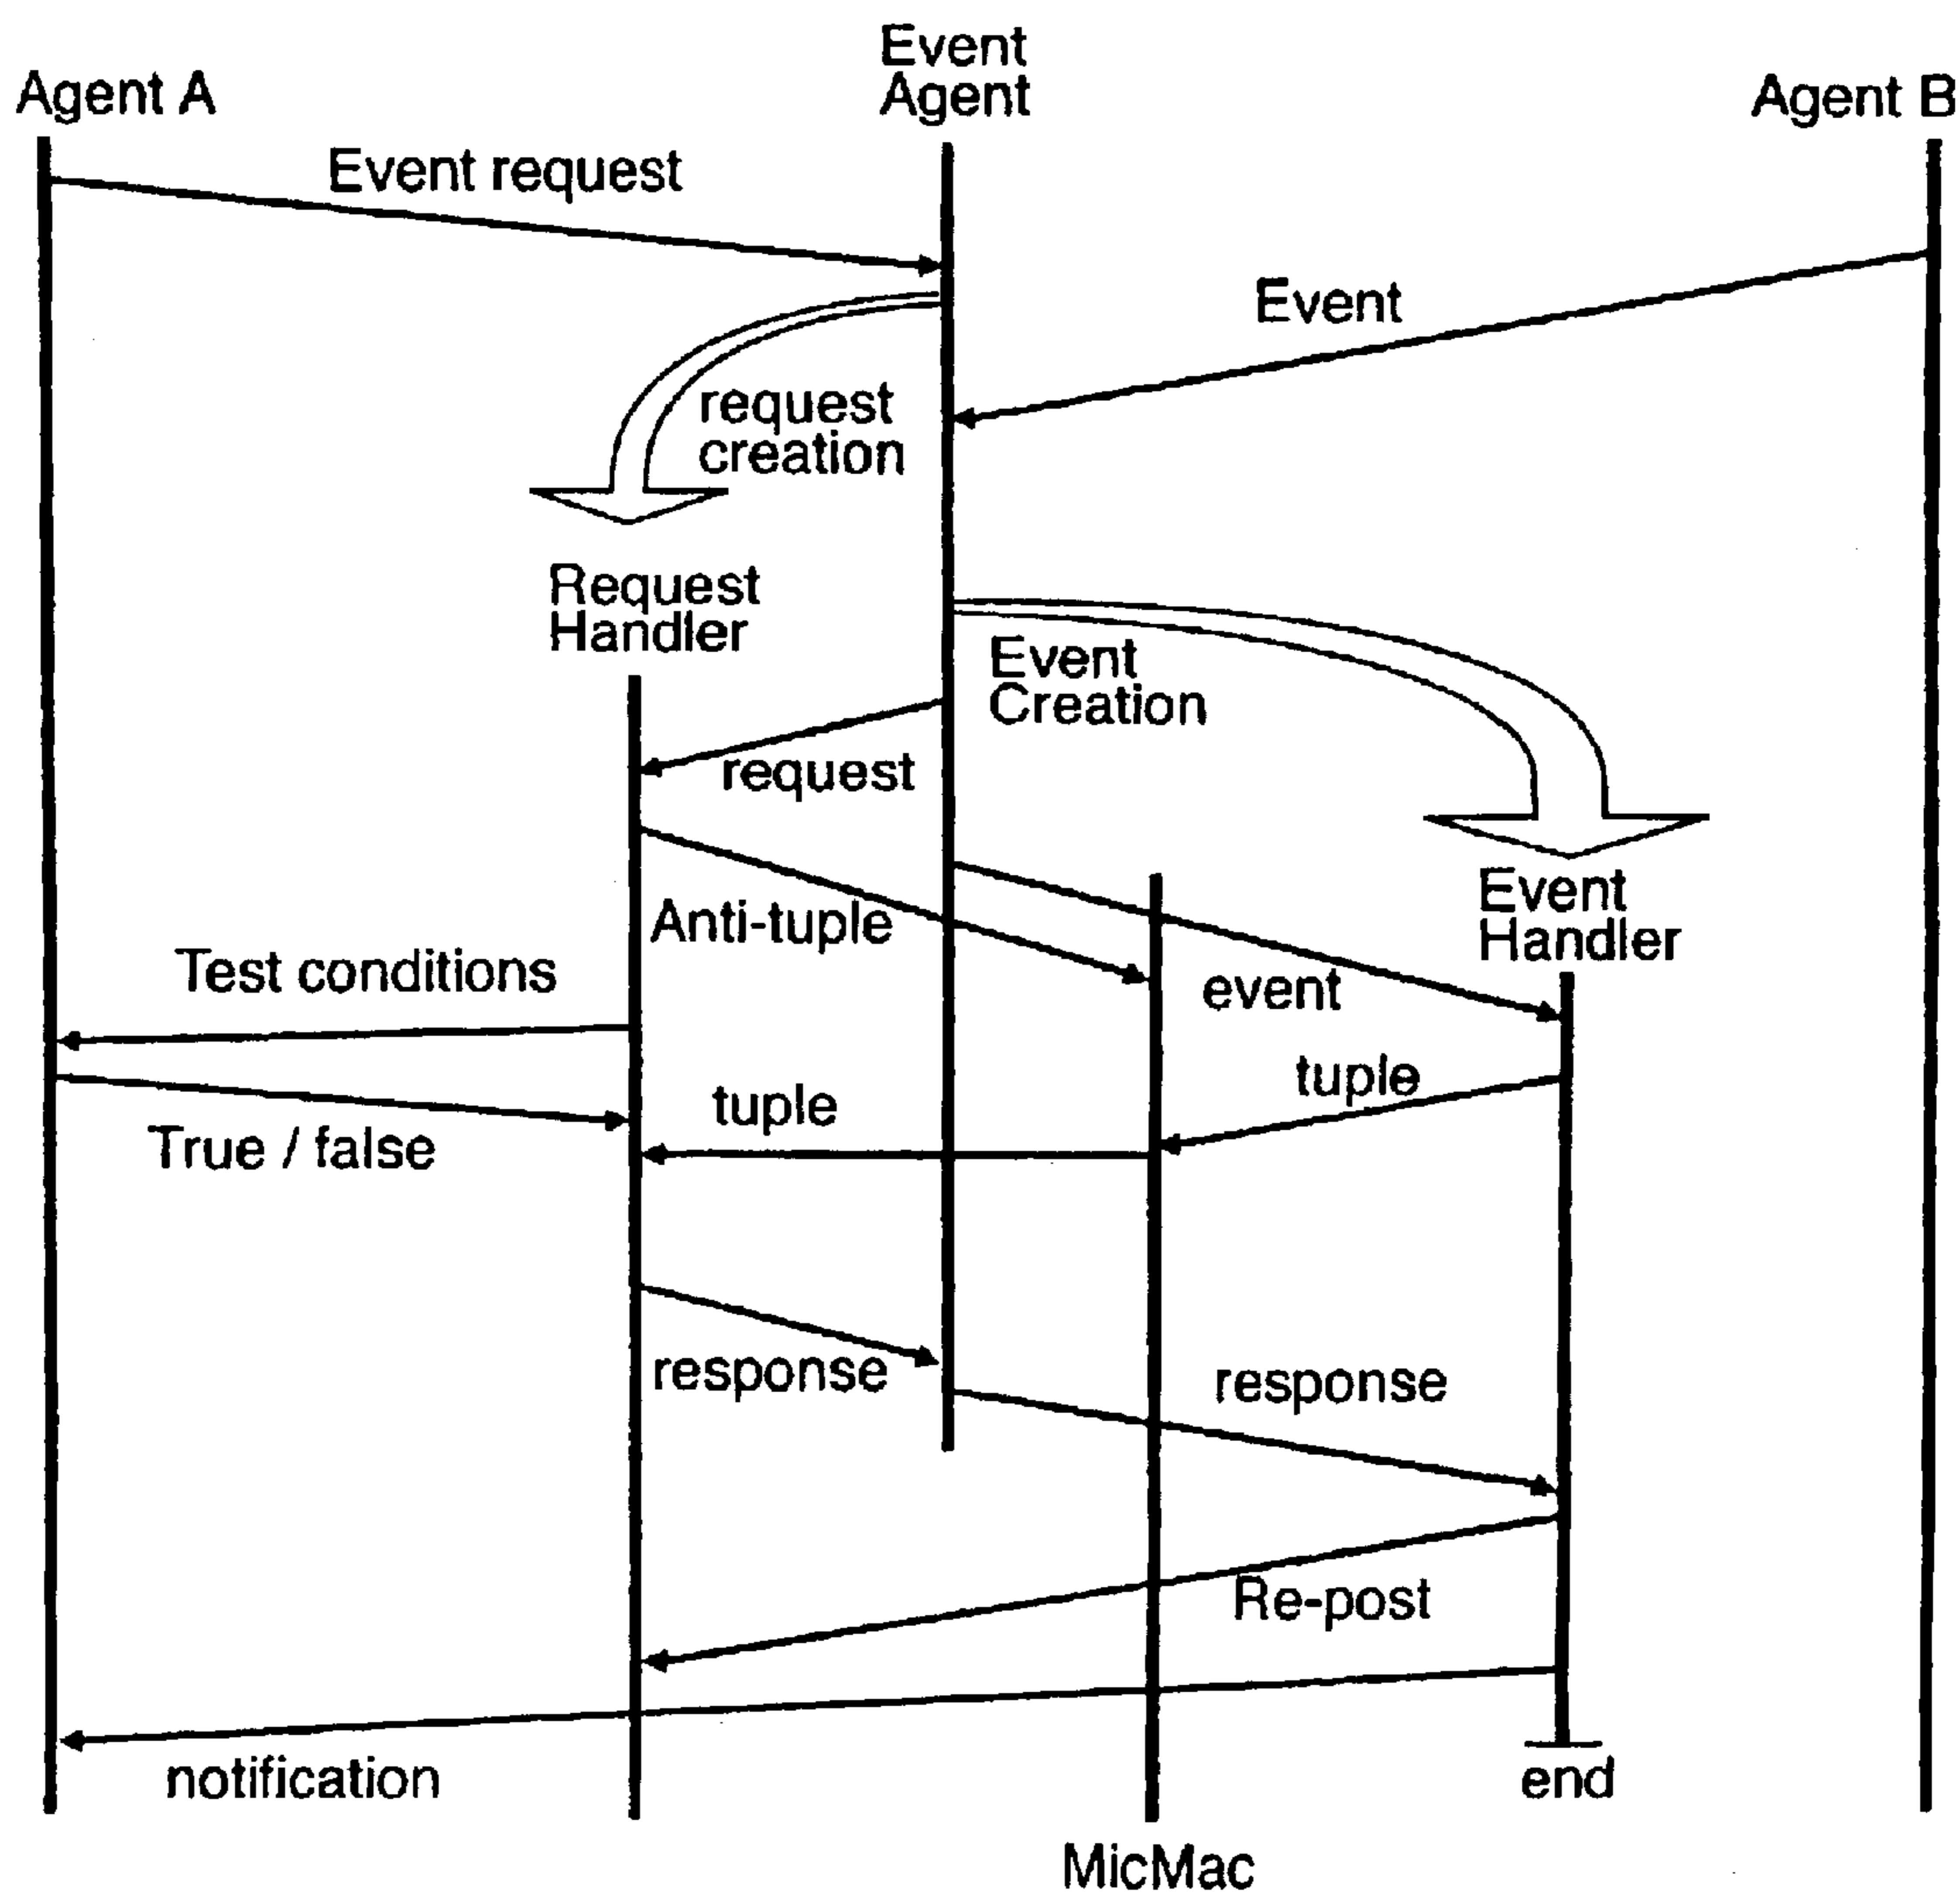 Event
Agent
Agent A
Agent B
Event request
Event
request
creation
Request
Handler
Event
Creation
request
Event
Handler
Anti-tuple
Test conditions
event
tuple
tuple
True / false
response
response
Re-post
notification
end
MicMac